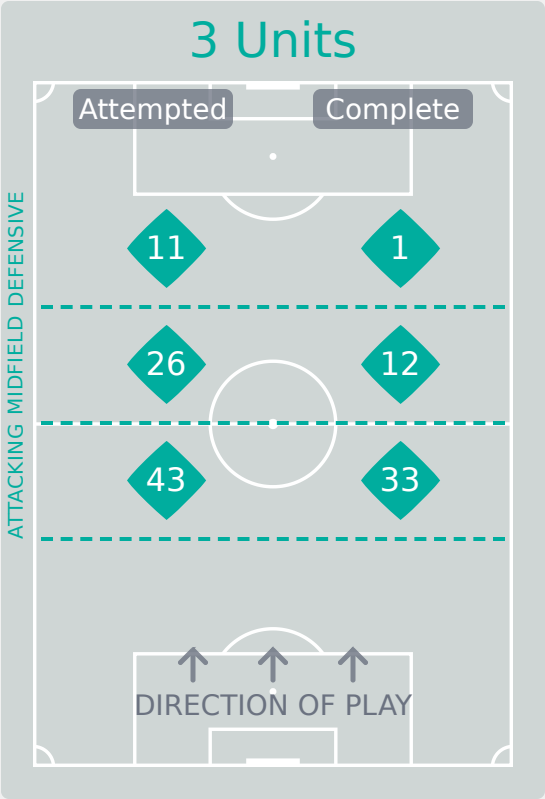 3 Units
Attempted Complete
11 1
26 12
43 33
ATTACKING MIDFIELD DEFENSIVE
DIRECTION OF PLAY